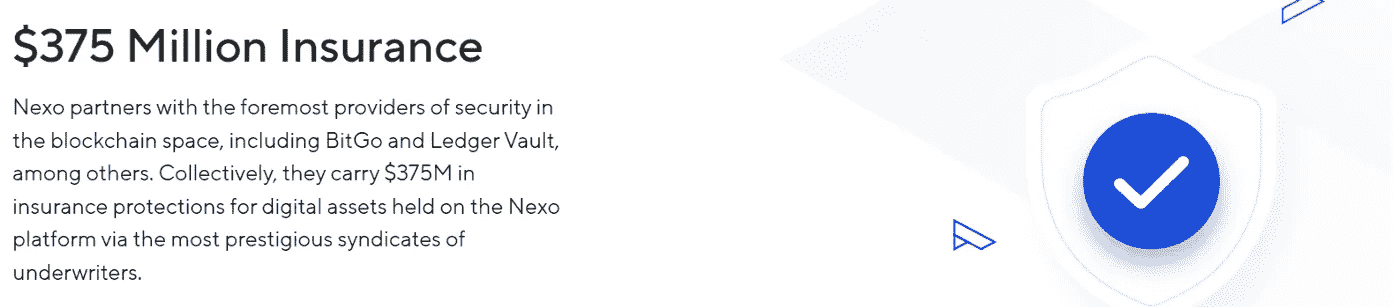 $375 Million Insurance
Nexo partners with the foremost providers of security in
the blockchain space, including BitGo and Ledger Vault,
among others. Collectively, they carry $375M in
insurance protections for digital assets held on the Nexo
platform via the most prestigious syndicates of
underwriters.